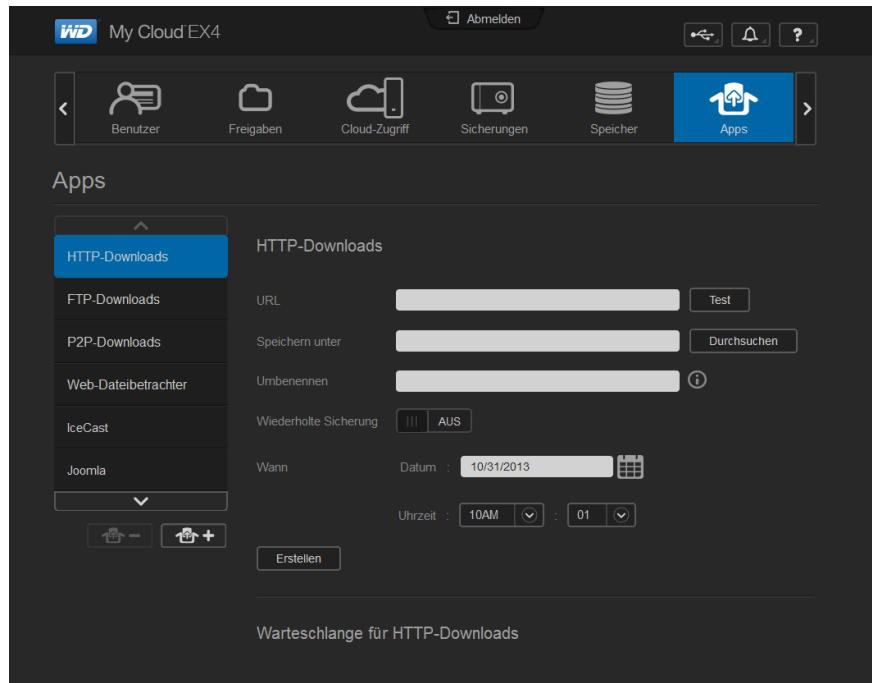 Abmelden
WD My Cloud EX4
?
Benutzer
Freigaben
Cloud-Zugriff
Sicherungen
Speicher
Apps
Apps
HTTP-Downloads
FTP-Downloads
P2P-Downloads
Web-Dateibetrachter
IceCast
Joomla
HTTP-Downloads
URL
Test
Speichern unter
Durchsuchen
Umbenennen
Wiederholte Sicherung
AUS
Wann
Datum : 10/31/2013
Uhrzeit : 10AM : 01
Erstellen
Warteschlange für HTTP-Downloads